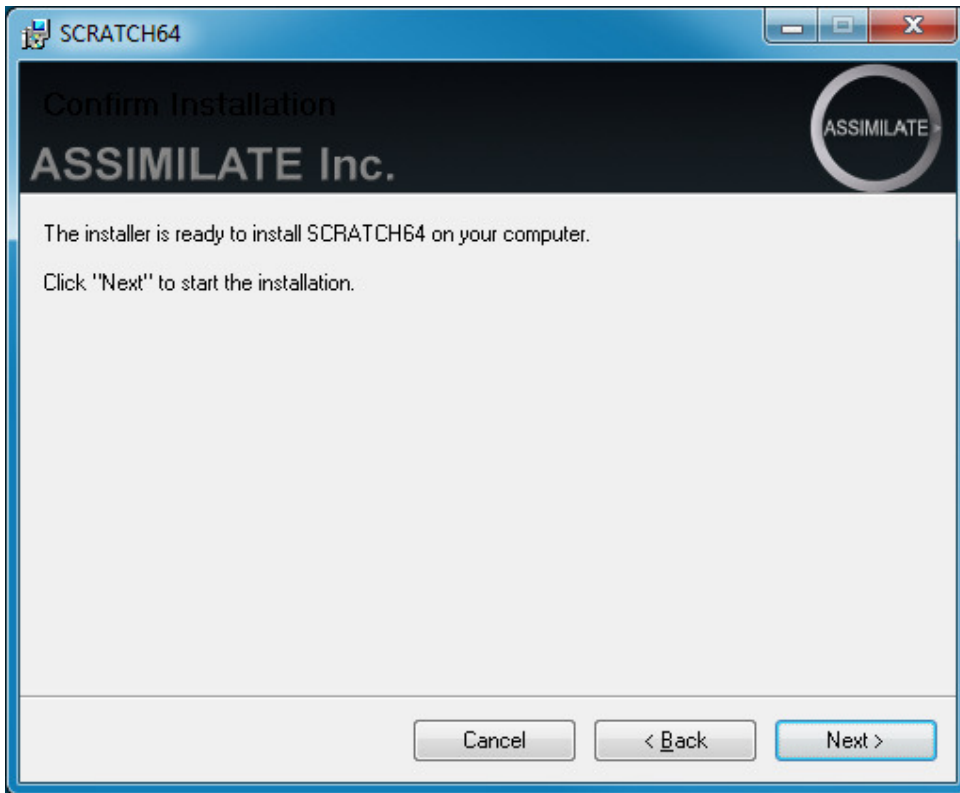 SCRATCH64
Confirm Installation
ASSIMILATE Inc.
ASSIMILATE
The installer is ready to install SCRATCH64 on your computer.
Click "Next" to start the installation.
Cancel
< Back
Next >